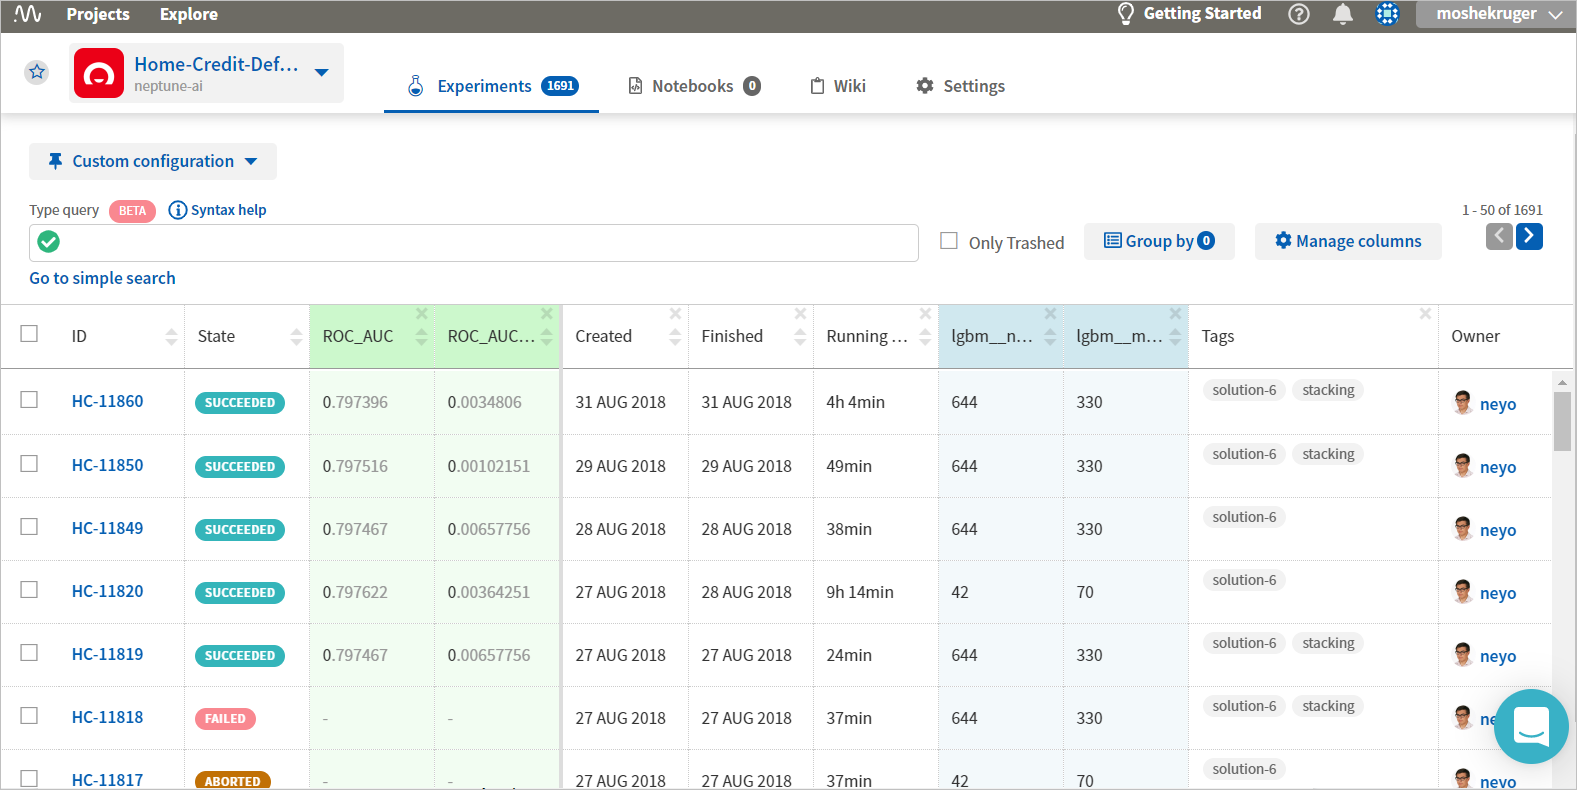 Projects Explore Getting Started ? moshekruger
Home-Credit-Def...
neptune-ai
Experiments 1691 Notebooks 0 Wiki Settings
Custom configuration
Type query BETA Syntax help 1 - 50 of 1691
Only Trashed Group by 0 Manage columns
Go to simple search
ID State ROC_AUC ROC_AUC... Created Finished Running ... lgbm__n... lgbm__m... Tags Owner
HC-11860 SUCCEEDED 0.797396 0.0034806 31 AUG 2018 31 AUG 2018 4h 4min 644 330 solution-6 stacking neyo
HC-11850 SUCCEEDED 0.797516 0.00102151 29 AUG 2018 29 AUG 2018 49min 644 330 solution-6 stacking neyo
HC-11849 SUCCEEDED 0.797467 0.00657756 28 AUG 2018 28 AUG 2018 38min 644 330 solution-6 neyo
HC-11820 SUCCEEDED 0.797622 0.00364251 27 AUG 2018 28 AUG 2018 9h 14min 42 70 solution-6 neyo
HC-11819 SUCCEEDED 0.797467 0.00657756 27 AUG 2018 27 AUG 2018 24min 644 330 solution-6 stacking neyo
HC-11818 FAILED - - 27 AUG 2018 27 AUG 2018 37min 644 330 solution-6 stacking ne
HC-11817 ABORTED - - 27 AUG 2018 27 AUG 2018 37min 42 70 solution-6 neyo